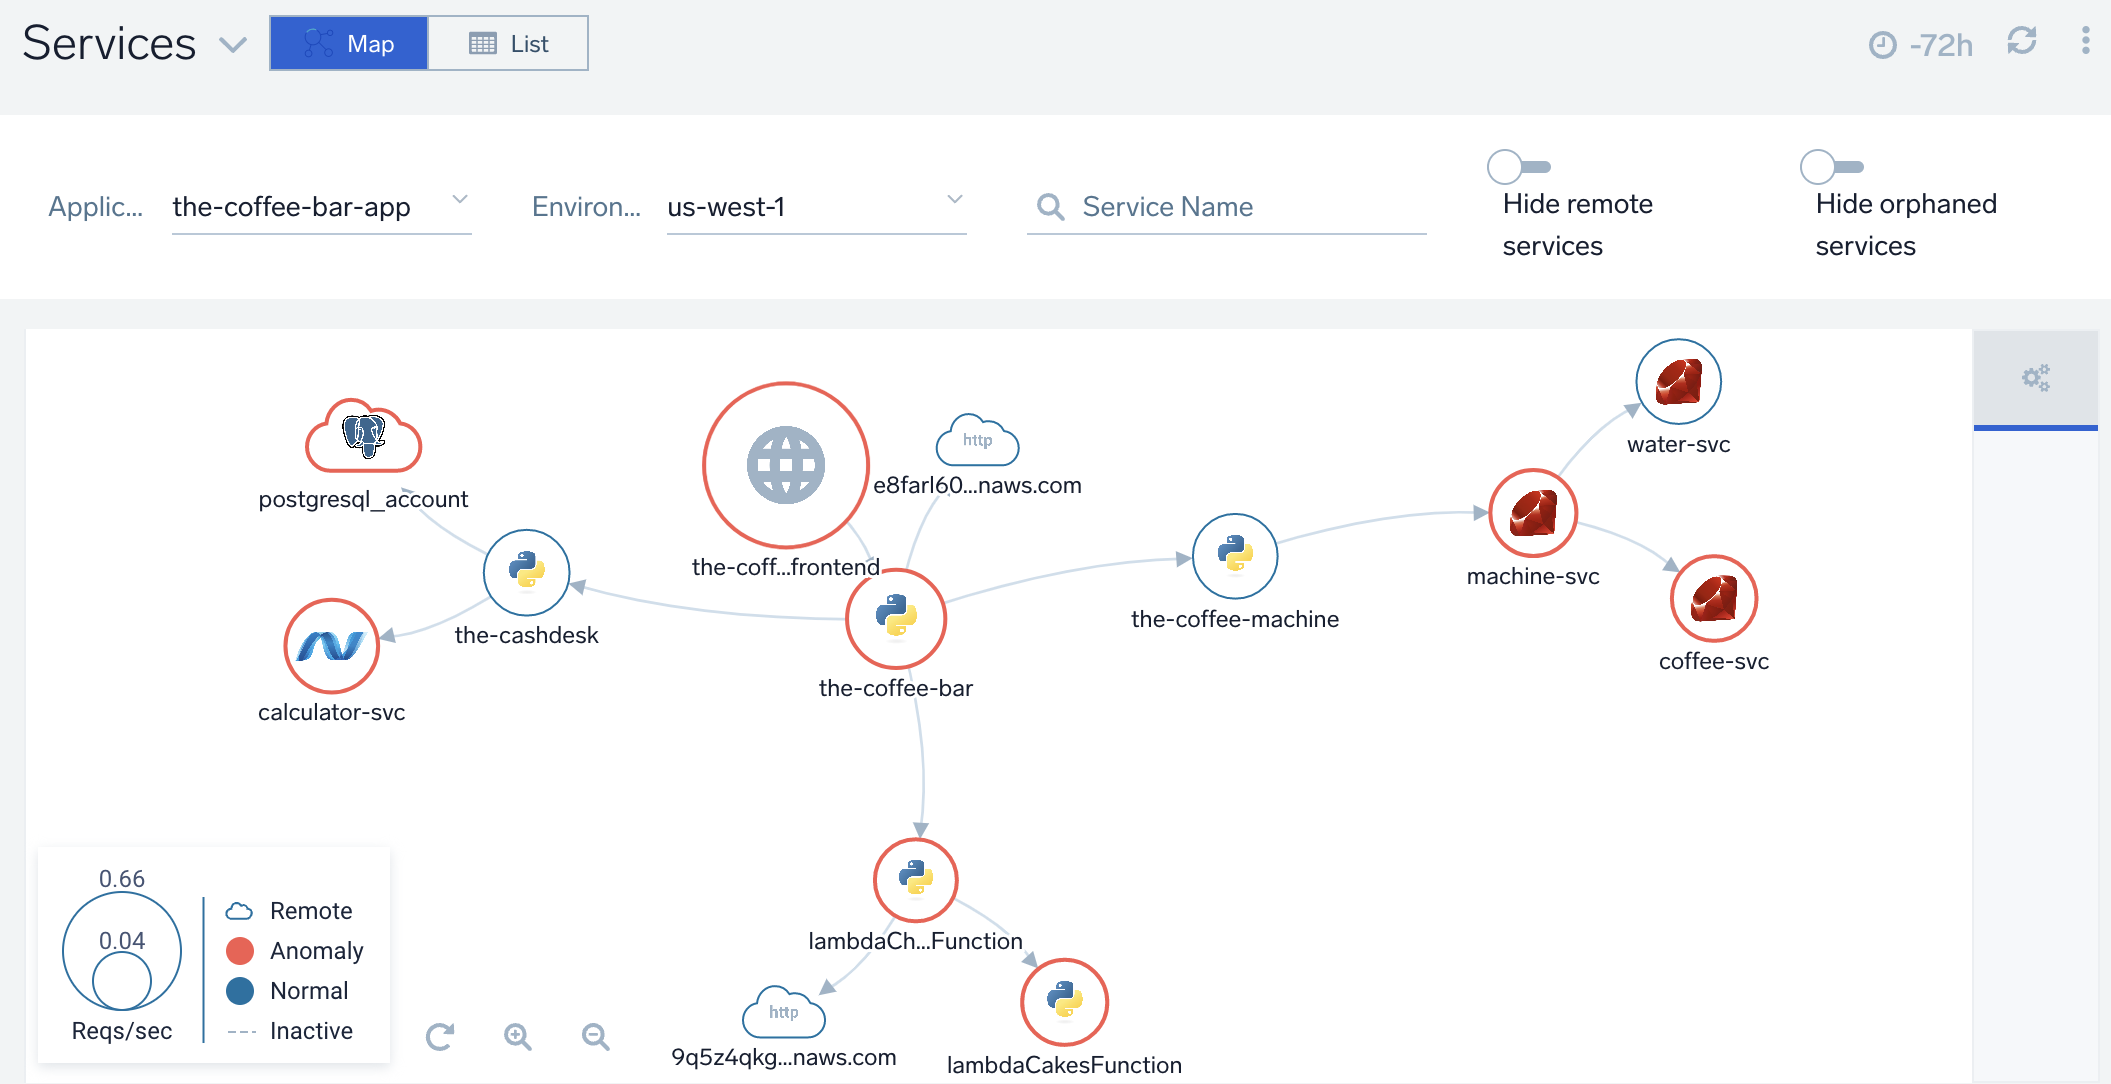 Services
Map
List
-72h
Applic...
the-coffee-bar-app
Environ...
us-west-1
Service Name
Hide remote
services
Hide orphaned
services
water-svc
http
e8farl60...naws.com
postgresql_account
the-coff...frontend
machine-svc
the-coffee-machine
the-cashdesk
coffee-svc
the-coffee-bar
calculator-svc
0.66
0.04
Reqs/sec
Remote
Anomaly
Normal
Inactive
lambdaCh...Function
http
9q5z4qkg...naws.com
lambdaCakesFunction